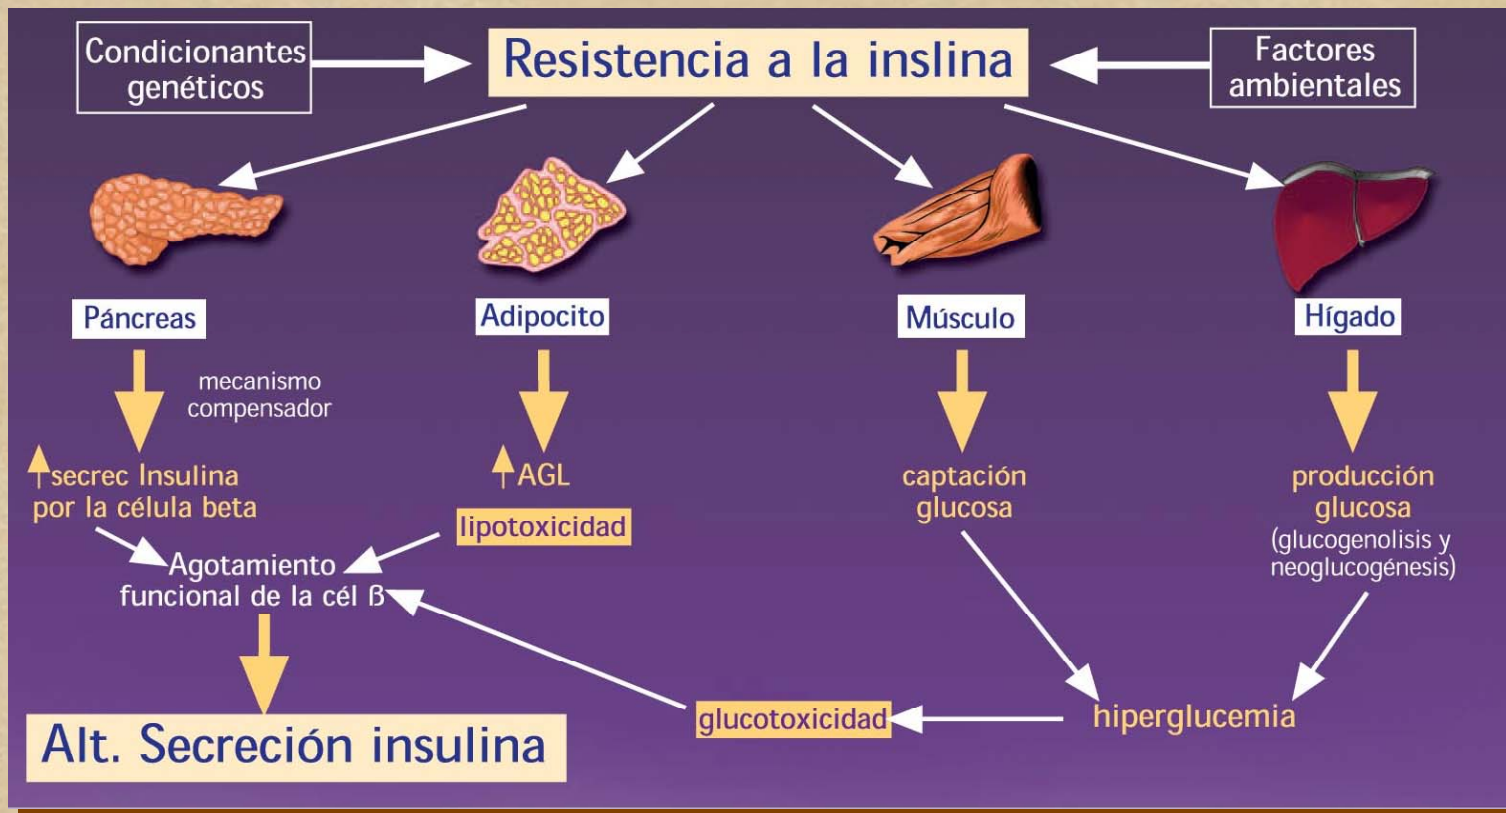 Condicionantes
genéticos
Resistencia a la inslina
Factores
ambientales
Páncreas
Adipocito
Músculo
Hígado
mecanismo
compensador
secrec Insulina
por la célula beta
AGL
lipotoxicidad
captación
glucosa
producción
glucosa
(glucogenolisis y
neoglucogénesis)
Agotamiento
funcional de la cél ß
glucotoxicidad
hiperglucemia
Alt. Secreción insulina